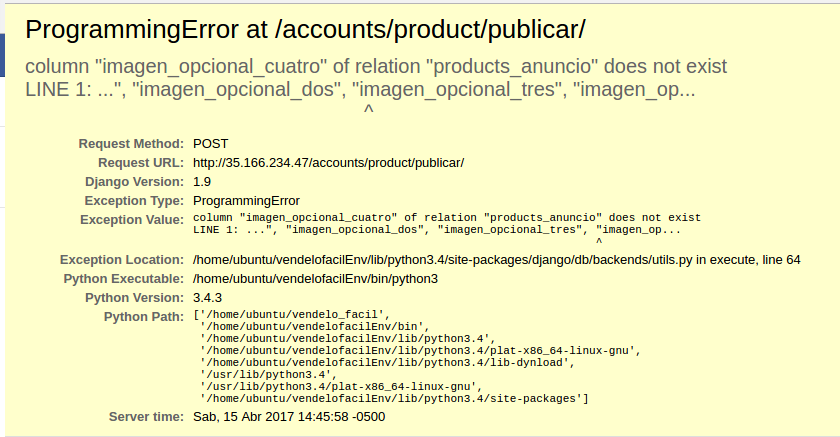 ProgrammingError at /accounts/product/publicar/
column "imagen_opcional_cuatro" of relation "products_anuncio" does not exist
LINE 1: ...", "imagen_opcional_dos", "imagen_opcional_tres", "imagen_op...
^
Request Method: POST
Request URL: http://35.166.234.47/accounts/product/publicar/
Django Version: 1.9
Exception Type: ProgrammingError
Exception Value: column "imagen_opcional_cuatro" of relation "products_anuncio" does not exist
LINE 1: ...", "imagen_opcional_dos", "imagen_opcional_tres", "imagen_op...
^
Exception Location: /home/ubuntu/vendelofacilEnv/lib/python3.4/site-packages/django/db/backends/utils.py in execute, line 64
Python Executable: /home/ubuntu/vendelofacilEnv/bin/python3
Python Version: 3.4.3
Python Path: ['/home/ubuntu/vendelo_facil',
'/home/ubuntu/vendelofacilEnv/bin',
'/home/ubuntu/vendelofacilEnv/lib/python3.4',
'/home/ubuntu/vendelofacilEnv/lib/python3.4/plat-x86_64-linux-gnu',
'/home/ubuntu/vendelofacilEnv/lib/python3.4/lib-dynload',
'/usr/lib/python3.4',
'/usr/lib/python3.4/plat-x86_64-linux-gnu',
'/home/ubuntu/vendelofacilEnv/lib/python3.4/site-packages']
Server time: Sab, 15 Abr 2017 14:45:58 -0500